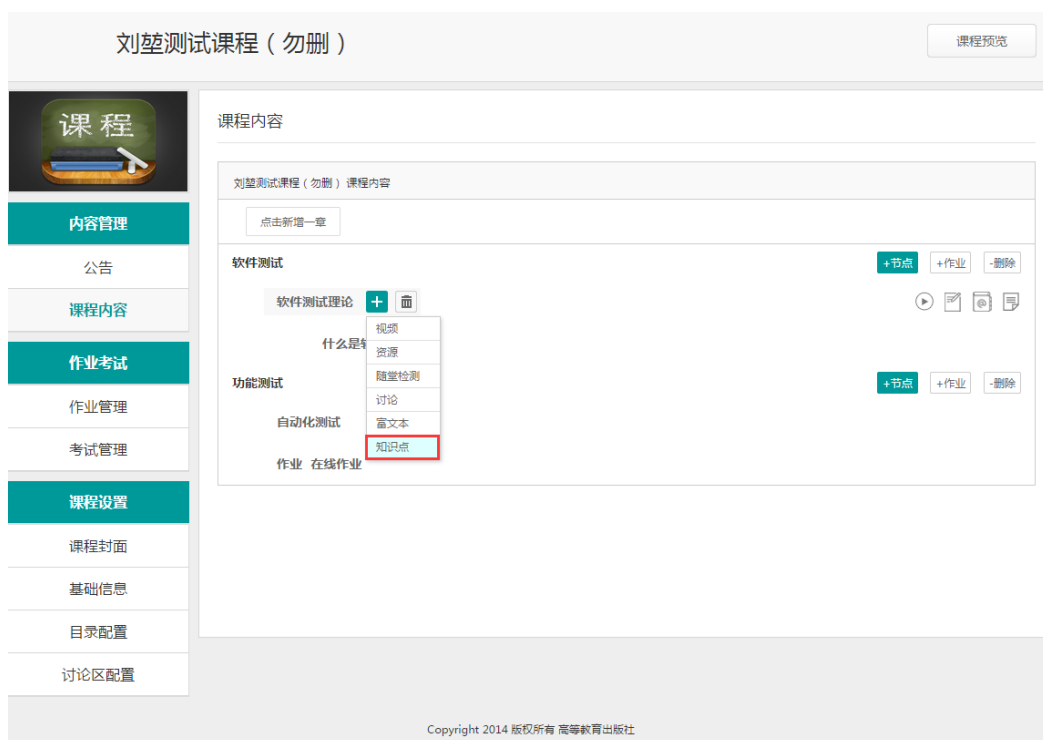 刘堃测试课程（勿删）
课程预览
课程
内容管理
公告
课程内容
作业考试
作业管理
考试管理
课程设置
课程封面
基础信息
目录配置
讨论区配置
课程内容
刘堃测试课程（勿删）课程内容
点击新增一章
软件测试 +节点 +作业 -删除
软件测试理论 +
视频
资源
随堂检测
讨论
富文本
知识点
什么是
功能测试 +节点 +作业 -删除
自动化测试
作业 在线作业
Copyright 2014 版权所有 高等教育出版社